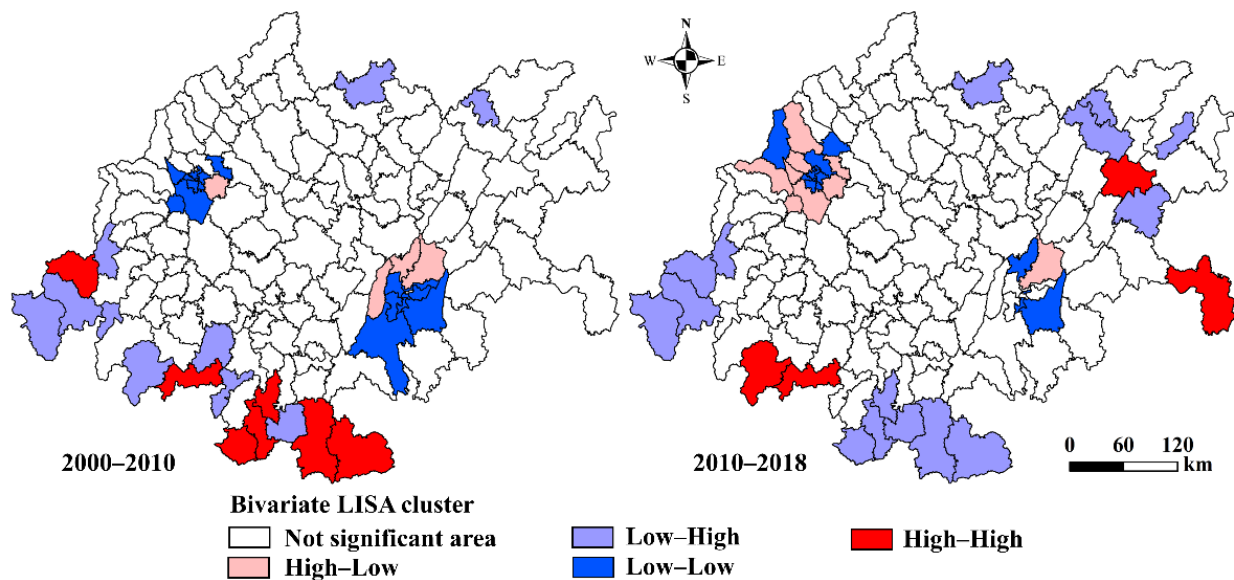 N
W E
S
2000–2010
2010–2018
0 60 120
km
Bivariate LISA cluster
Not significant area
Low–High
High–High
High–Low
Low–Low